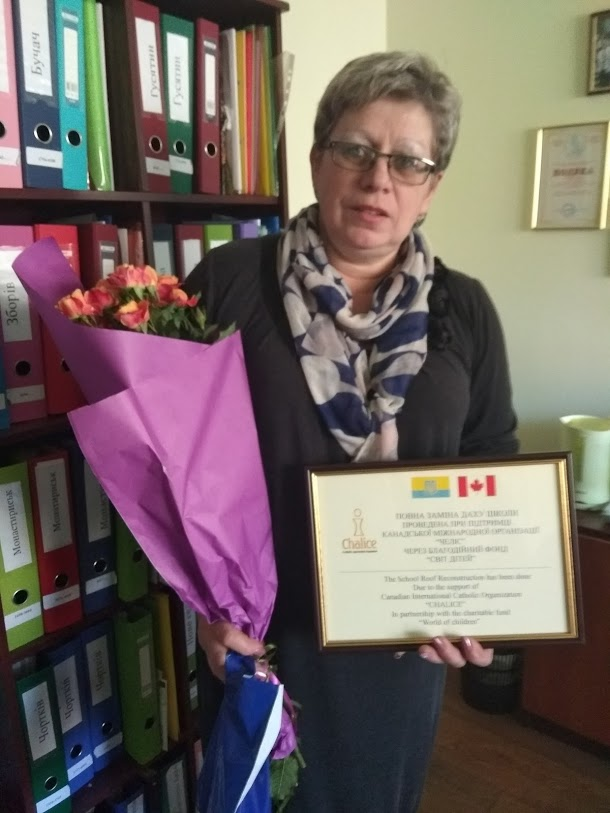 Бучач
Гусятин
Гусятин
Зборів
Монастириськ
Монастириськ
Чортків
Чортків
Чортків
Chalice
ПОВНА ЗАМІНА ДАХУ ШКОЛИ
ПРОВЕДЕНА ПРИ ПІДТРИМЦІ
КАНАДСЬКОЇ МІЖНАРОДНОЇ ОРГАНІЗАЦІЇ
"ЧЕЛІС"
ЧЕРЕЗ БЛАГОДІЙНИЙ ФОНД
"СВІТ ДІТЕЙ"
The School Roof Reconstruction has been done
Due to the support of
Canadian International Catholic Organization
"CHALICE"
In partnership with the charitable fund
"World of children"